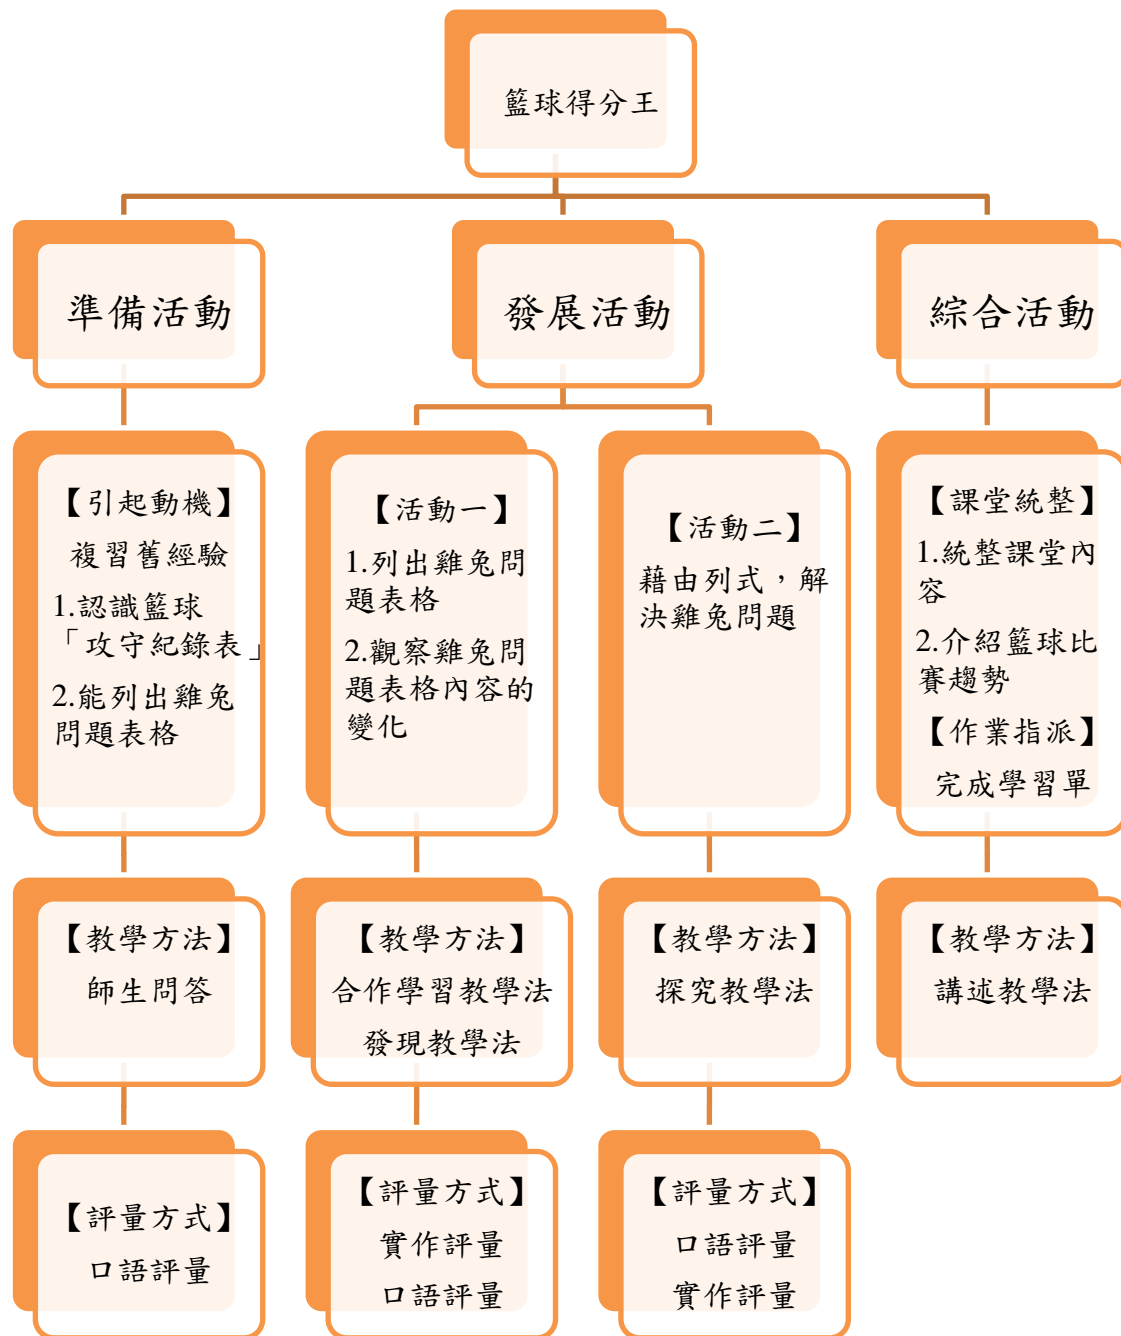 籃球得分王
準備活動
發展活動
綜合活動
【引起動機】
複習舊經驗
1.認識籃球
「攻守紀錄表」
2.能列出雞兔
問題表格
【活動一】
1.列出雞兔問
題表格
2.觀察雞兔問
題表格內容的
變化
【活動二】
藉由列式，解
決雞兔問題
【課堂統整】
1.統整課堂內
容
2.介紹籃球比
賽趨勢
【作業指派】
完成學習單
【教學方法】
師生問答
【教學方法】
合作學習教學法
發現教學法
【教學方法】
探究教學法
【教學方法】
講述教學法
【評量方式】
口語評量
【評量方式】
實作評量
口語評量
【評量方式】
口語評量
實作評量